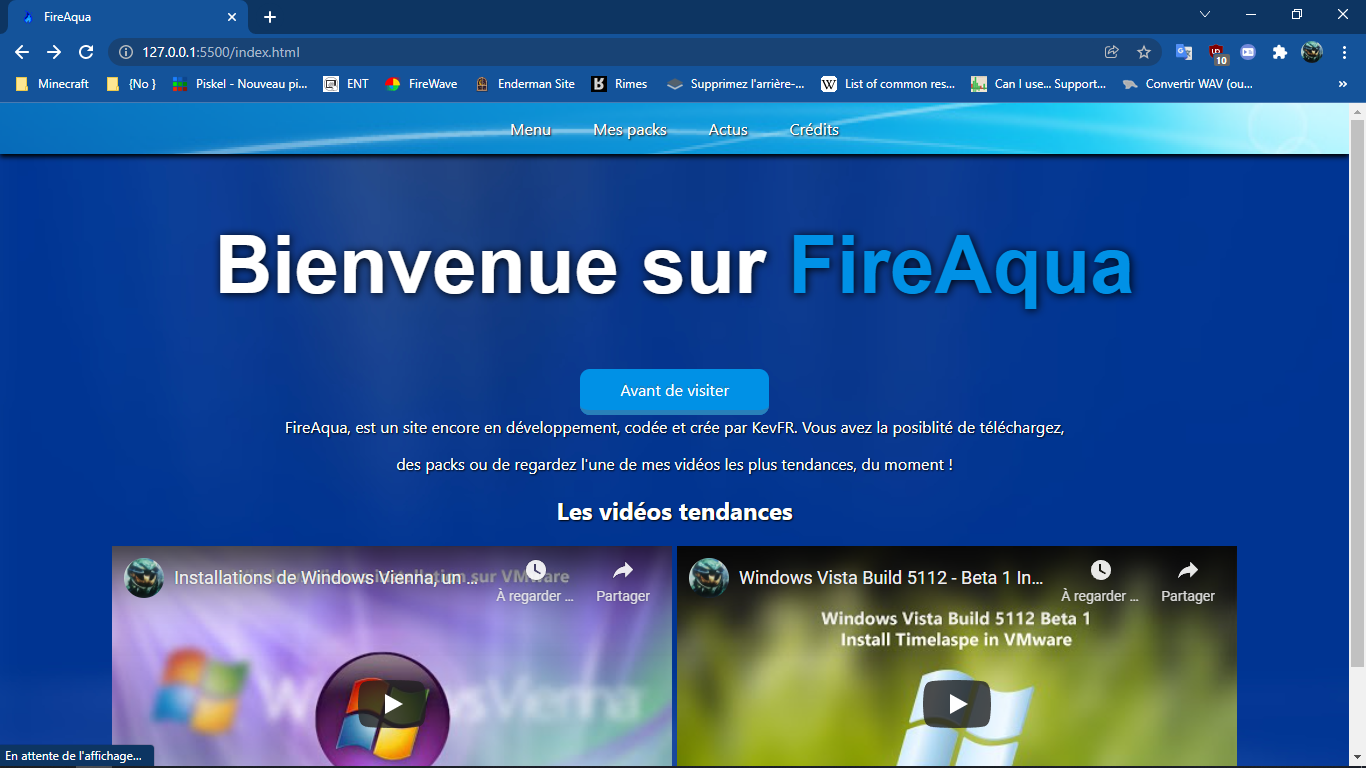 FireAqua
127.0.0.1:5500/index.html
10
Minecraft {No } Piskel - Nouveau pi... ENT FireWave Enderman Site Rimes Supprimez l'arrière-... List of common res... Can I use... Support... Convertir WAV (ou... »
Menu Mes packs Actus Crédits
Bienvenue sur FireAqua
Avant de visiter
FireAqua, est un site encore en développement, codée et crée par KevFR. Vous avez la posiblité de téléchargez,
des packs ou de regardez l'une de mes vidéos les plus tendances, du moment !
Les vidéos tendances
Installations de Windows Vienna, un ...
À regarder ... Partager
Windows Vista Build 5112 - Beta 1 In...
À regarder ... Partager
Windows Vista Build 5112 Beta 1
Install Timelaspe in VMware
En attente de l'affichage...